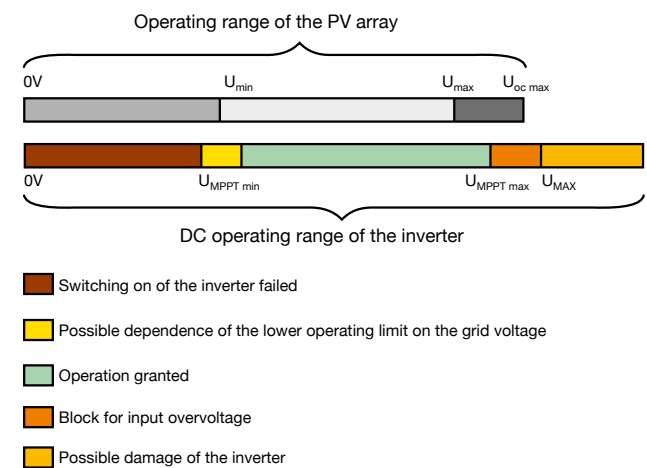 Operating range of the PV array
0V Umin Umax Uoc max
0V UMPPT min UMPPT max UMAX
DC operating range of the inverter
Switching on of the inverter failed
Possible dependence of the lower operating limit on the grid voltage
Operation granted
Block for input overvoltage
Possible damage of the inverter